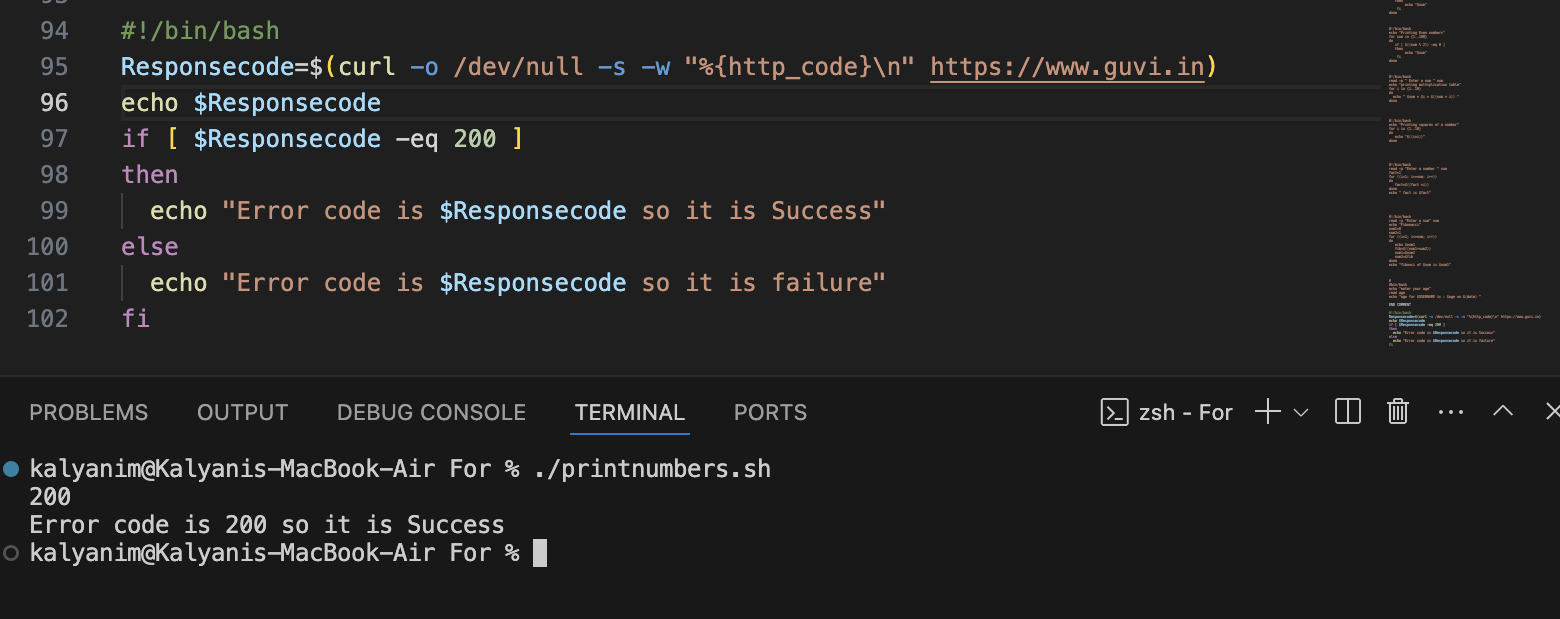 93
94 #!/bin/bash
95 Responsecode=$(curl -o /dev/null -s -w "%{http_code}\n" https://www.guvi.in)
96 echo $Responsecode
97 if [ $Responsecode -eq 200 ]
98 then
99 echo "Error code is $Responsecode so it is Success"
100 else
101 echo "Error code is $Responsecode so it is failure"
102 fi
PROBLEMS OUTPUT DEBUG CONSOLE TERMINAL PORTS zsh - For
kalyanim@Kalyanis-MacBook-Air For % ./printnumbers.sh
200
Error code is 200 so it is Success
kalyanim@Kalyanis-MacBook-Air For %